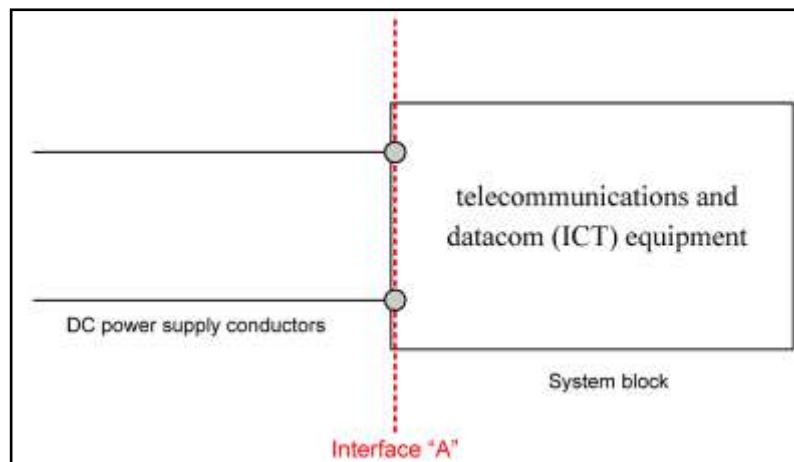 telecommunications and
datacom (ICT) equipment
DC power supply conductors
System block
Interface “A”